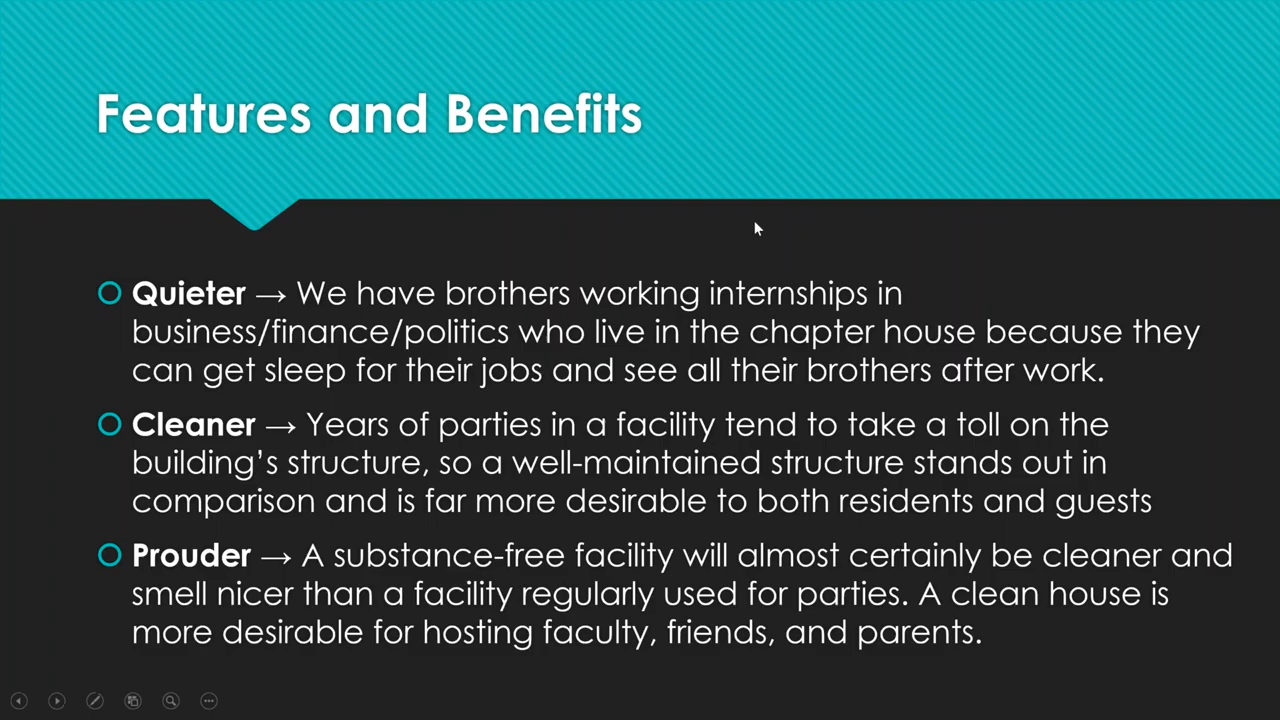 Features and Benefits
Quieter → We have brothers working internships in
business/finance/politics who live in the chapter house because they
can get sleep for their jobs and see all their brothers after work.
Cleaner → Years of parties in a facility tend to take a toll on the
building’s structure, so a well-maintained structure stands out in
comparison and is far more desirable to both residents and guests
Prouder → A substance-free facility will almost certainly be cleaner and
smell nicer than a facility regularly used for parties. A clean house is
more desirable for hosting faculty, friends, and parents.